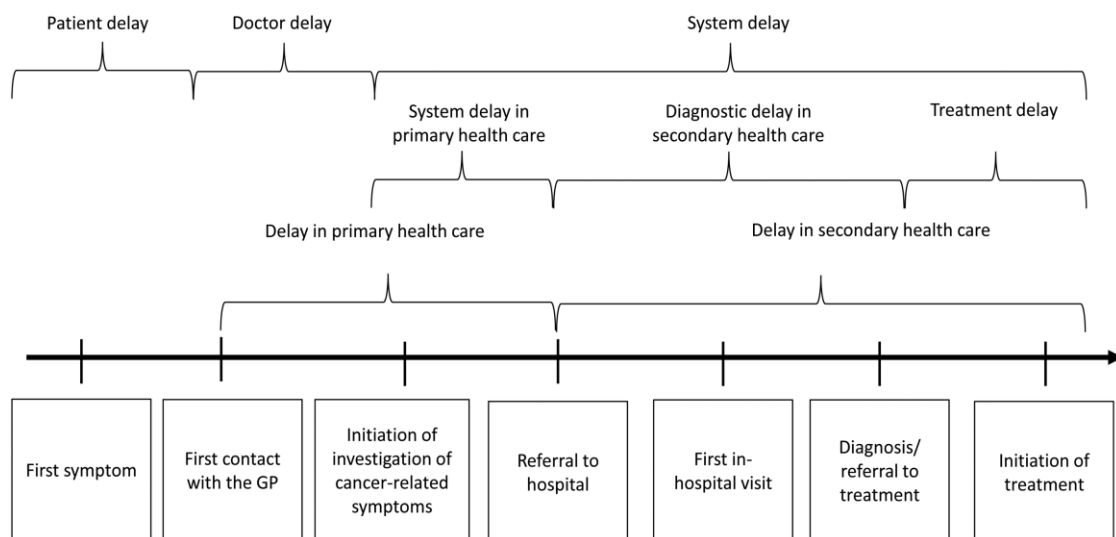 Patient delay
Doctor delay
System delay
System delay in
primary health care
Diagnostic delay in
secondary health care
Treatment delay
Delay in primary health care
Delay in secondary health care
First symptom
First contact
with the GP
Initiation of
investigation of
cancer-related
symptoms
Referral to
hospital
First in-
hospital visit
Diagnosis/
referral to
treatment
Initiation of
treatment